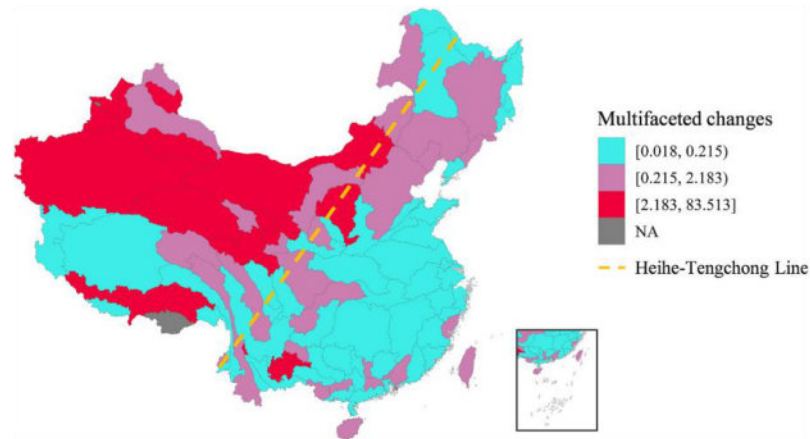 Multifaceted changes
[0.018, 0.215)
[0.215, 2.183)
[2.183, 83.513]
NA
Heihe-Tengchong Line